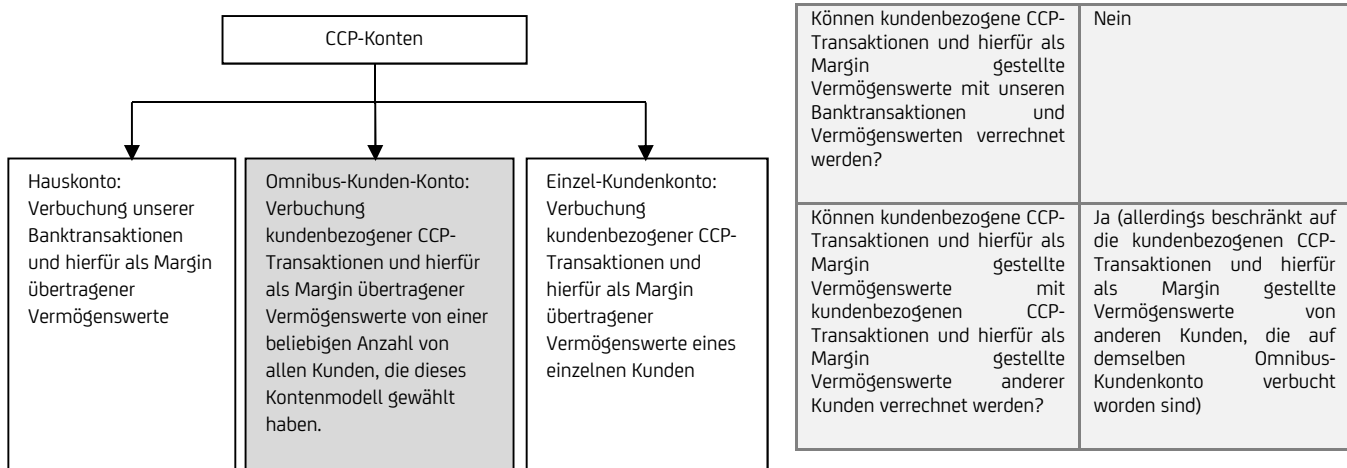 CCP-Konten
Hauskonto:
Verbuchung unserer
Banktransaktionen
und hierfür als Margin
übertragener
Vermögenswerte
Omnibus-Kunden-Konto:
Verbuchung
kundenbezogener CCP-
Transaktionen und hierfür
als Margin übertragener
Vermögenswerte von einer
beliebigen Anzahl von
allen Kunden, die dieses
Kontenmodell gewählt
haben.
Einzel-Kundenkonto:
Verbuchung
kundenbezogener CCP-
Transaktionen und
hierfür als Margin
übertragener
Vermögenswerte eines
einzelnen Kunden
Können kundenbezogene CCP-
Transaktionen und hierfür als
Margin gestellte
Vermögenswerte mit unseren
Banktransaktionen und
Vermögenswerten verrechnet
werden?
Nein
Können kundenbezogene CCP-
Transaktionen und hierfür als
Margin gestellte
Vermögenswerte mit
kundenbezogenen CCP-
Transaktionen und hierfür als
Margin gestellte
Vermögenswerte anderer
Kunden verrechnet werden?
Ja (allerdings beschränkt auf
die kundenbezogenen CCP-
Transaktionen und hierfür
als Margin gestellte
Vermögenswerte von
anderen Kunden, die auf
demselben Omnibus-
Kundenkonto verbucht
worden sind)